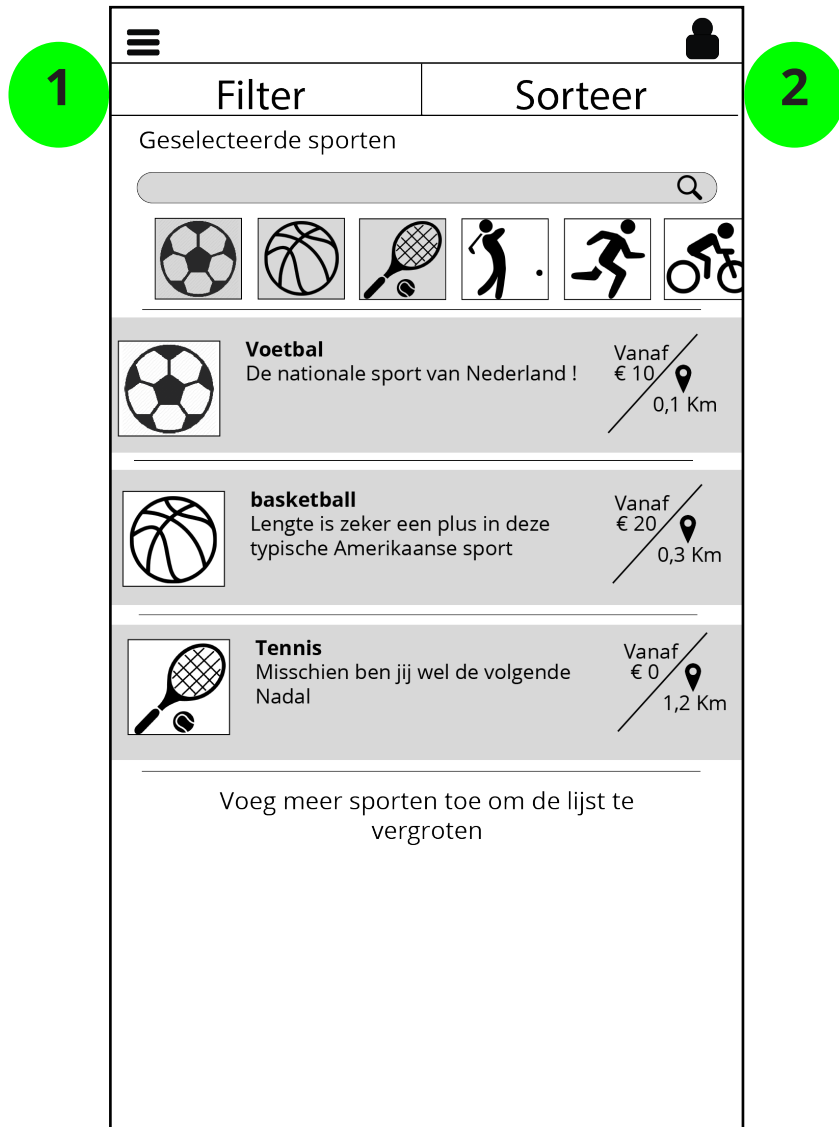 1
2
Filter
Sorteer
Geselecteerde sporten
Voetbal
De nationale sport van Nederland !
Vanaf
€ 10
0,1 Km
basketball
Lengte is zeker een plus in deze
typische Amerikaanse sport
Vanaf
€ 20
0,3 Km
Tennis
Misschien ben jij wel de volgende
Nadal
Vanaf
€ 0
1,2 Km
Voeg meer sporten toe om de lijst te
vergroten